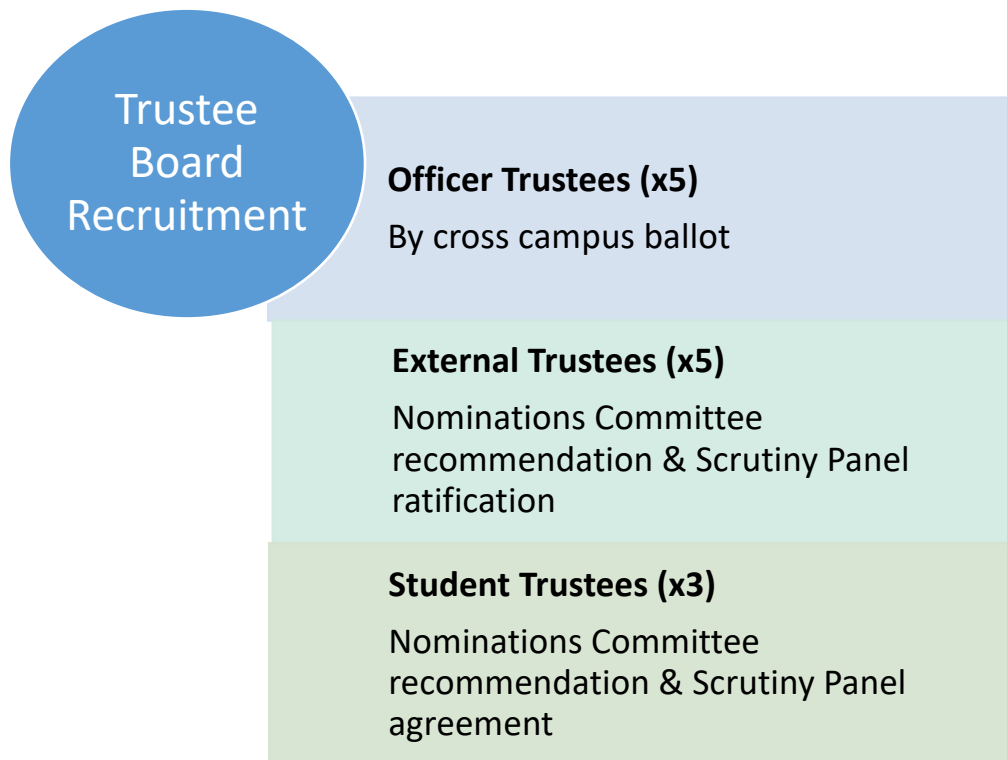 Trustee
Board
Recruitment
Officer Trustees (x5)
By cross campus ballot
External Trustees (x5)
Nominations Committee
recommendation & Scrutiny Panel
ratification
Student Trustees (x3)
Nominations Committee
recommendation & Scrutiny Panel
agreement